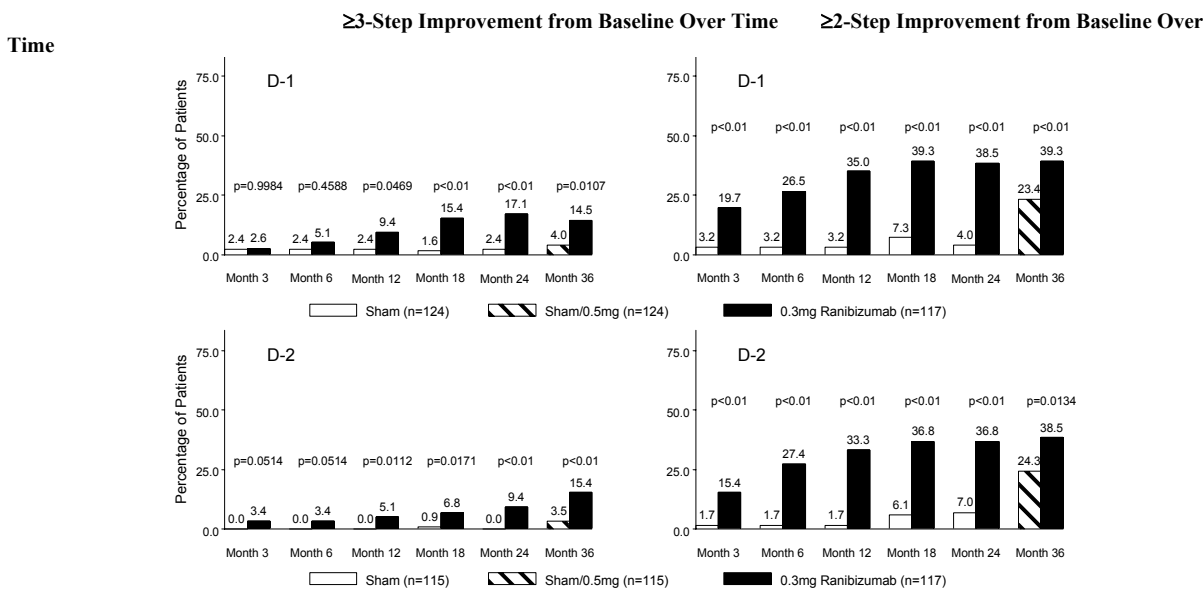 ≥3-Step Improvement from Baseline Over Time ≥2-Step Improvement from Baseline Over
Time
D-1
Percentage of Patients
75.0
50.0
25.0
0.0
p=0.9984 p=0.4588 p=0.0469 p<0.01 p<0.01 p=0.0107
2.4 2.6 2.4 5.1 2.4 9.4 1.6 15.4 2.4 17.1 4.0 14.5
Month 3 Month 6 Month 12 Month 18 Month 24 Month 36
D-1
75.0
50.0
25.0
0.0
p<0.01 p<0.01 p<0.01 p<0.01 p<0.01 p<0.01
3.2 19.7 3.2 26.5 3.2 35.0 7.3 39.3 4.0 38.5 23.4 39.3
Month 3 Month 6 Month 12 Month 18 Month 24 Month 36
Sham (n=124) Sham/0.5mg (n=124) 0.3mg Ranibizumab (n=117)
D-2
Percentage of Patients
75.0
50.0
25.0
0.0
p=0.0514 p=0.0514 p=0.0112 p=0.0171 p<0.01 p<0.01
0.0 3.4 0.0 3.4 0.0 5.1 0.9 6.8 0.0 9.4 3.5 15.4
Month 3 Month 6 Month 12 Month 18 Month 24 Month 36
D-2
75.0
50.0
25.0
0.0
p<0.01 p<0.01 p<0.01 p<0.01 p<0.01 p=0.0134
1.7 15.4 1.7 27.4 1.7 33.3 6.1 36.8 7.0 36.8 24.3 38.5
Month 3 Month 6 Month 12 Month 18 Month 24 Month 36
Sham (n=115) Sham/0.5mg (n=115) 0.3mg Ranibizumab (n=117)